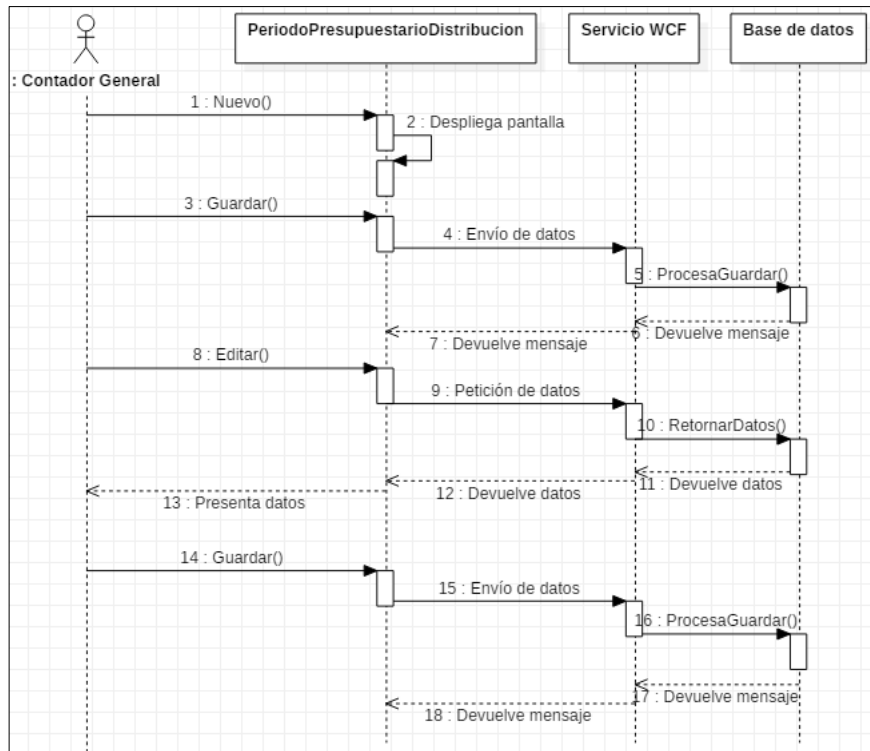 PeriodoPresupuestarioDistribucion
Servicio WCF
Base de datos
: Contador General
1 : Nuevo()
2 : Despliega pantalla
3 : Guardar()
4 : Envío de datos
5 : ProcesaGuardar()
6 : Devuelve mensaje
7 : Devuelve mensaje
8 : Editar()
9 : Petición de datos
10 : RetornarDatos()
11 : Devuelve datos
12 : Devuelve datos
13 : Presenta datos
14 : Guardar()
15 : Envío de datos
16 : ProcesaGuardar()
17 : Devuelve mensaje
18 : Devuelve mensaje